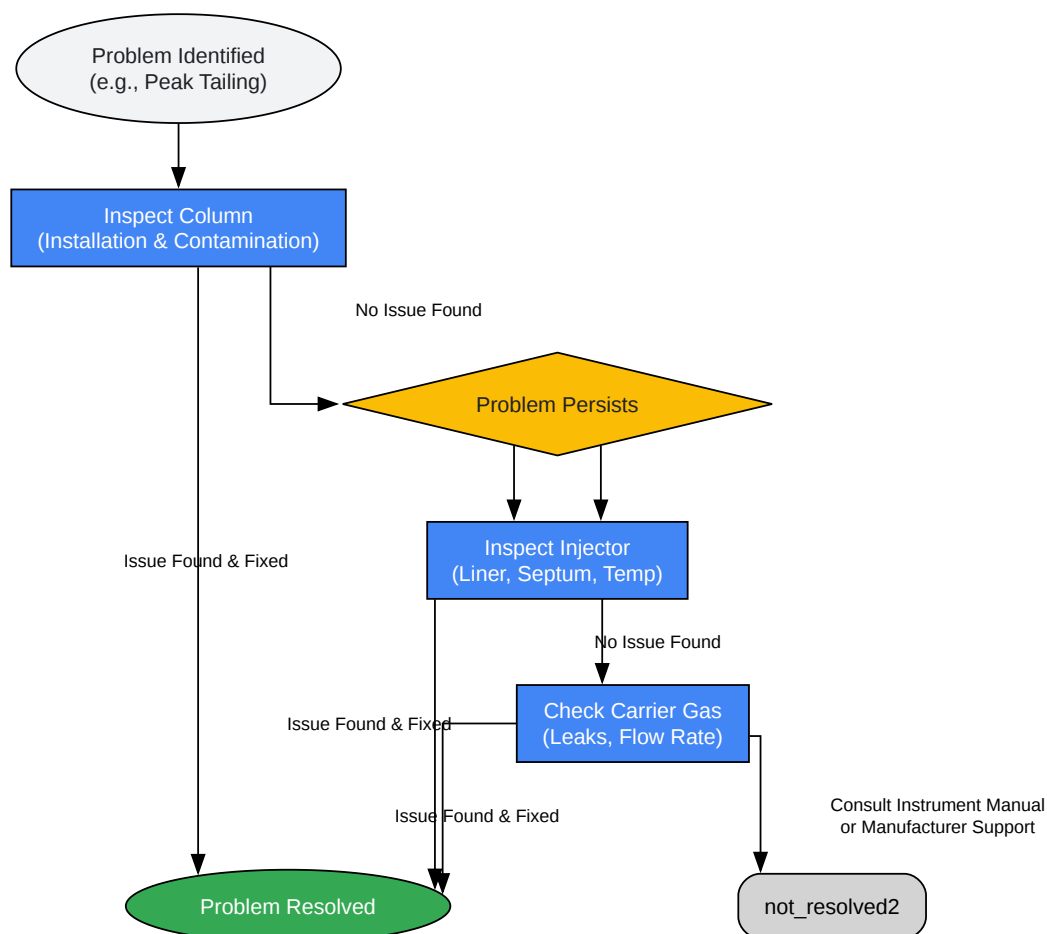 Problem Identified
(e.g., Peak Tailing)
Inspect Column
(Installation & Contamination)
No Issue Found
Problem Persists
Inspect Injector
(Liner, Septum, Temp)
Issue Found & Fixed
No Issue Found
Check Carrier Gas
(Leaks, Flow Rate)
Issue Found & Fixed
Issue Found & Fixed
Consult Instrument Manual
or Manufacturer Support
Problem Resolved
not_resolved2